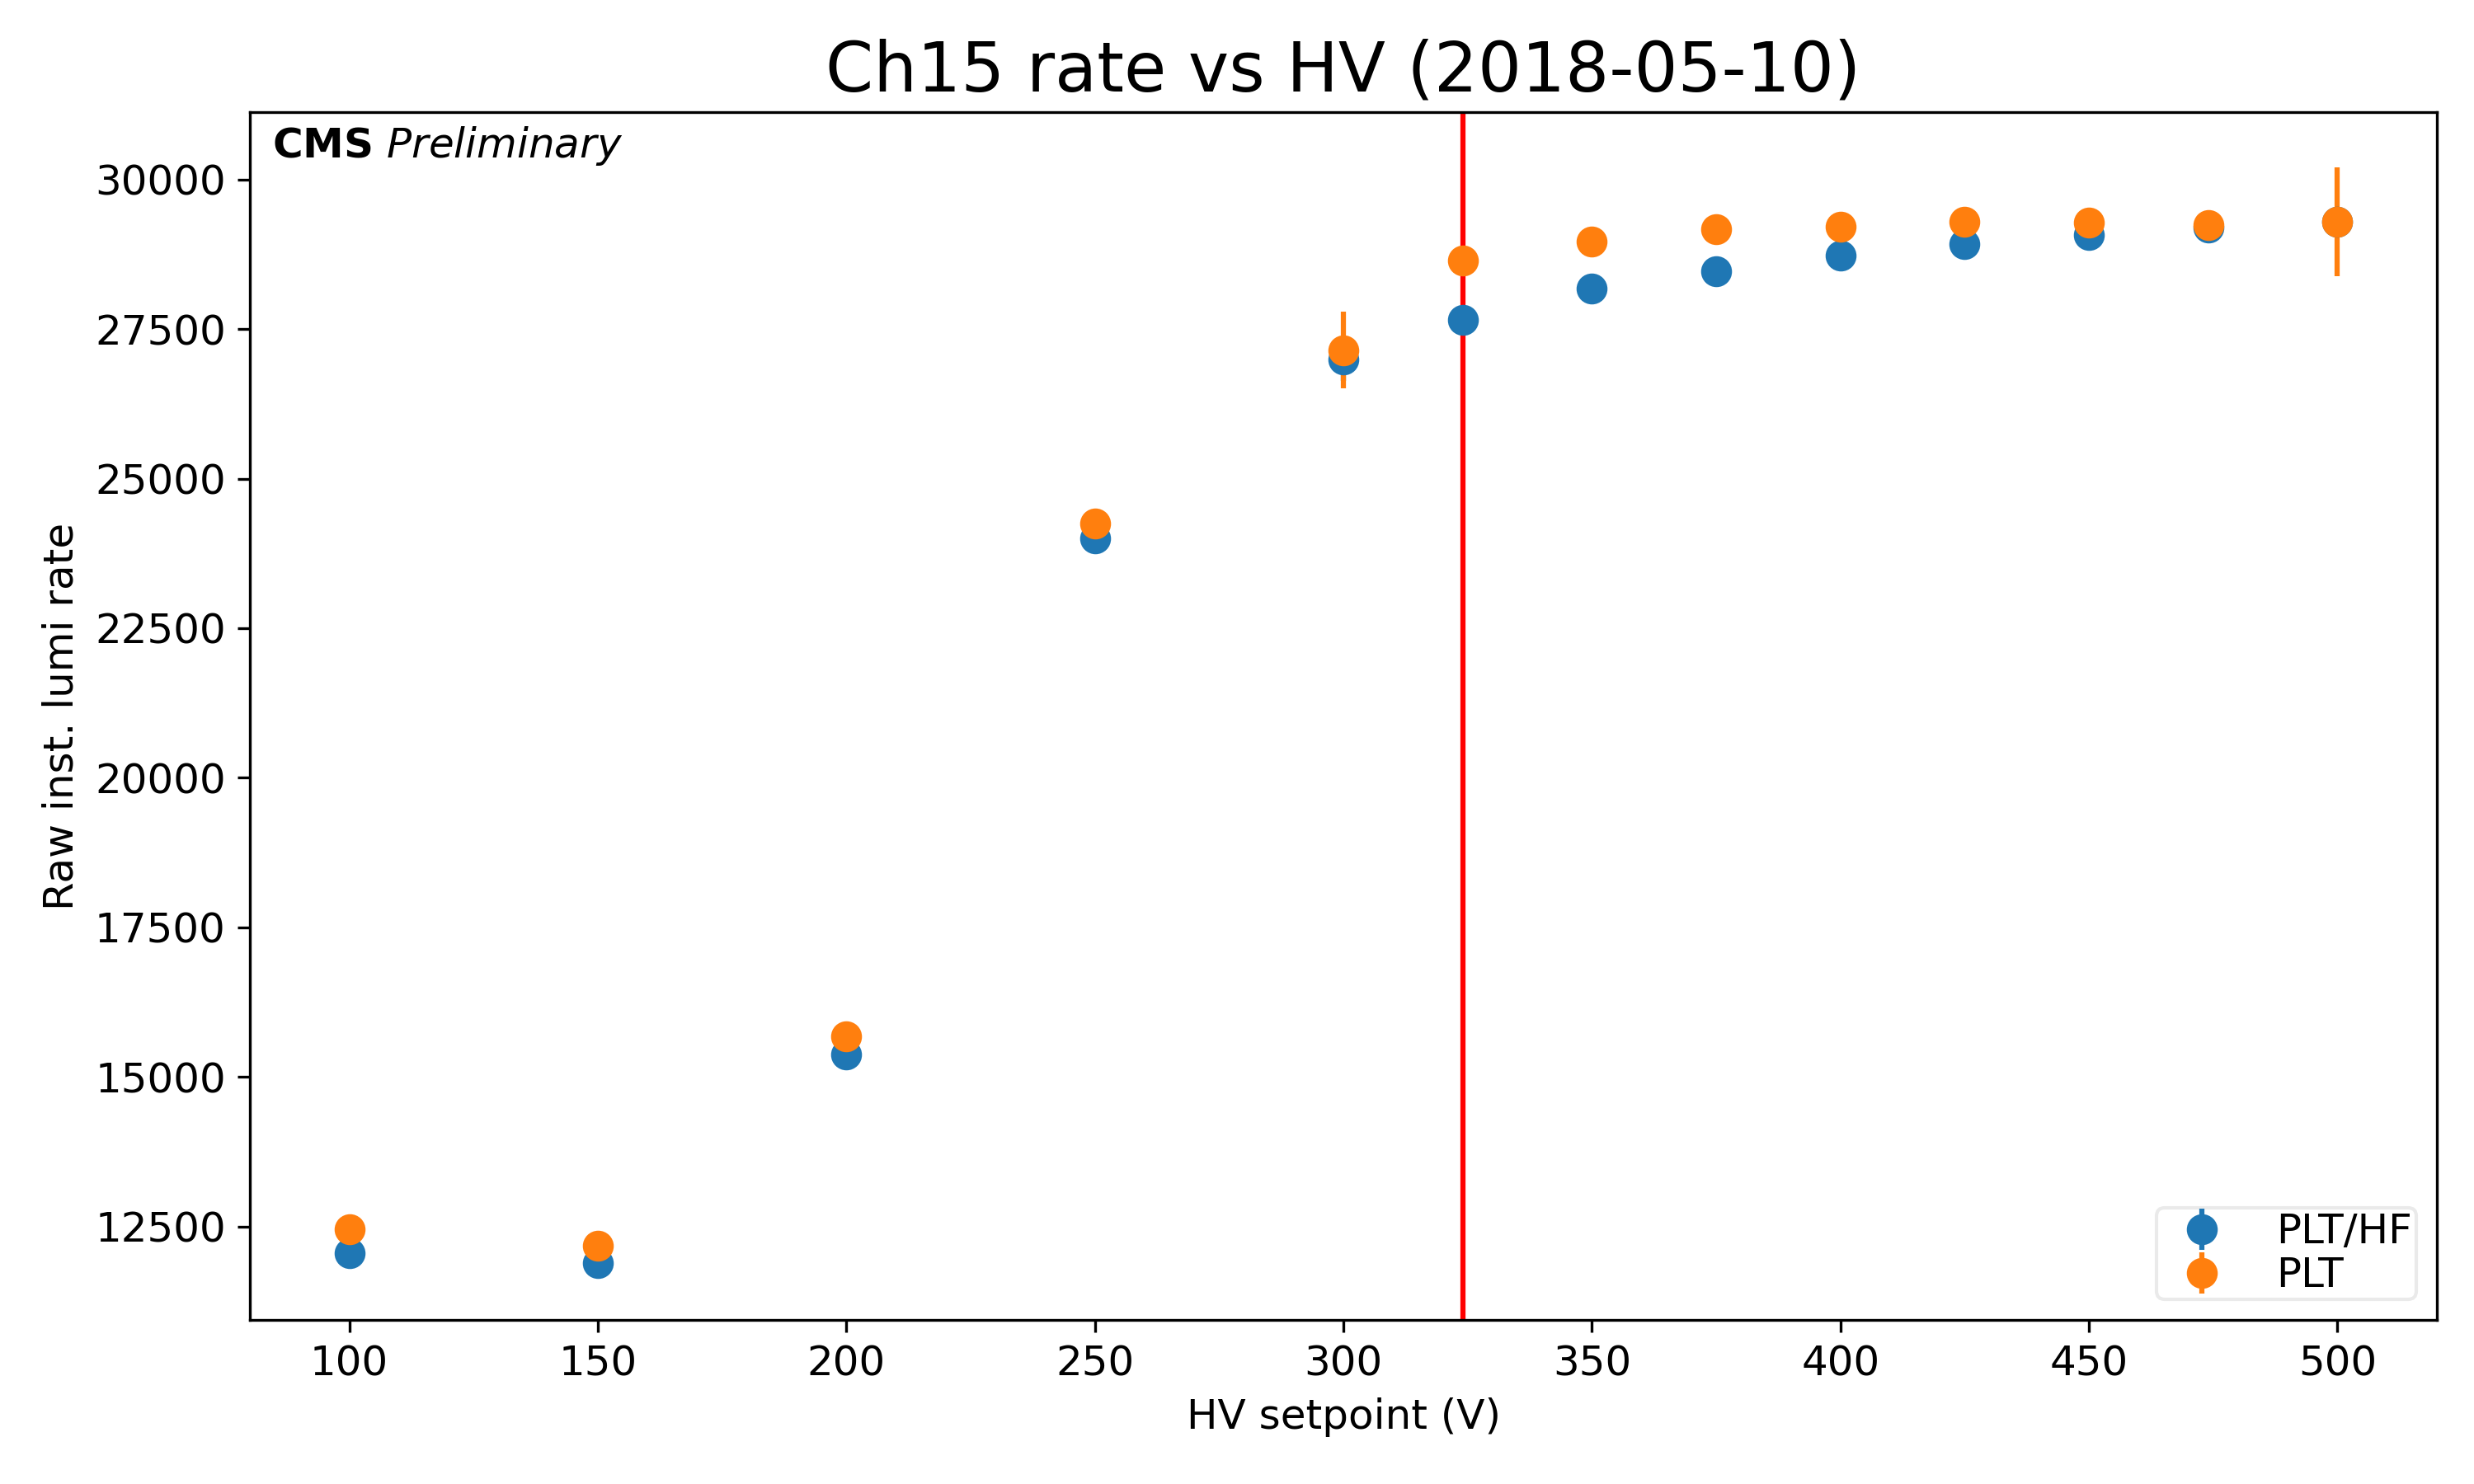 Ch15 rate vs HV (2018-05-10)
CMS Preliminary
30000
27500
25000
22500
20000
17500
15000
12500
Raw inst. lumi rate
100 150 200 250 300 350 400 450 500
HV setpoint (V)
PLT/HF
PLT